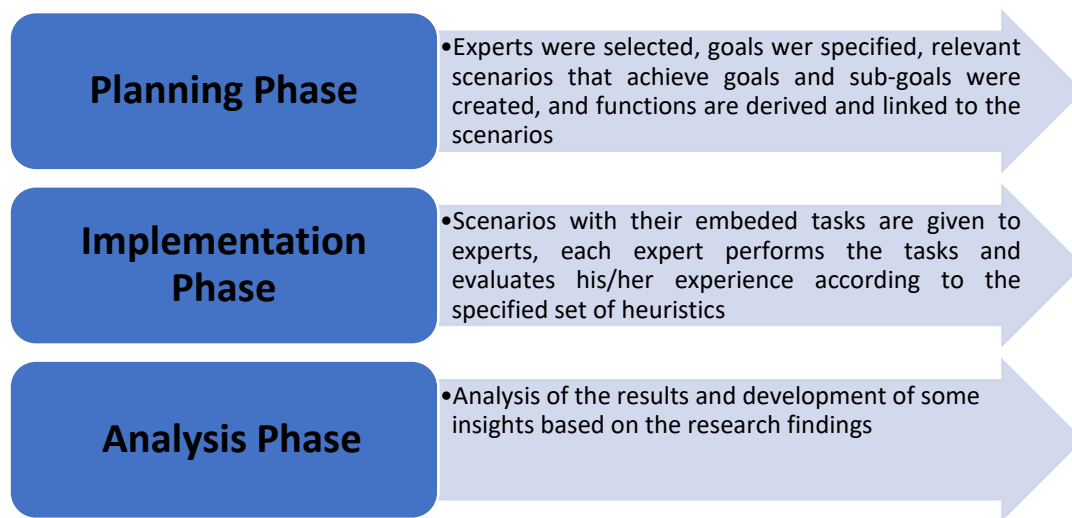 Planning Phase
•Experts were selected, goals wer specified, relevant
scenarios that achieve goals and sub-goals were
created, and functions are derived and linked to the
scenarios
Implementation
Phase
•Scenarios with their embeded tasks are given to
experts, each expert performs the tasks and
evaluates his/her experience according to the
specified set of heuristics
Analysis Phase
•Analysis of the results and development of some
insights based on the research findings